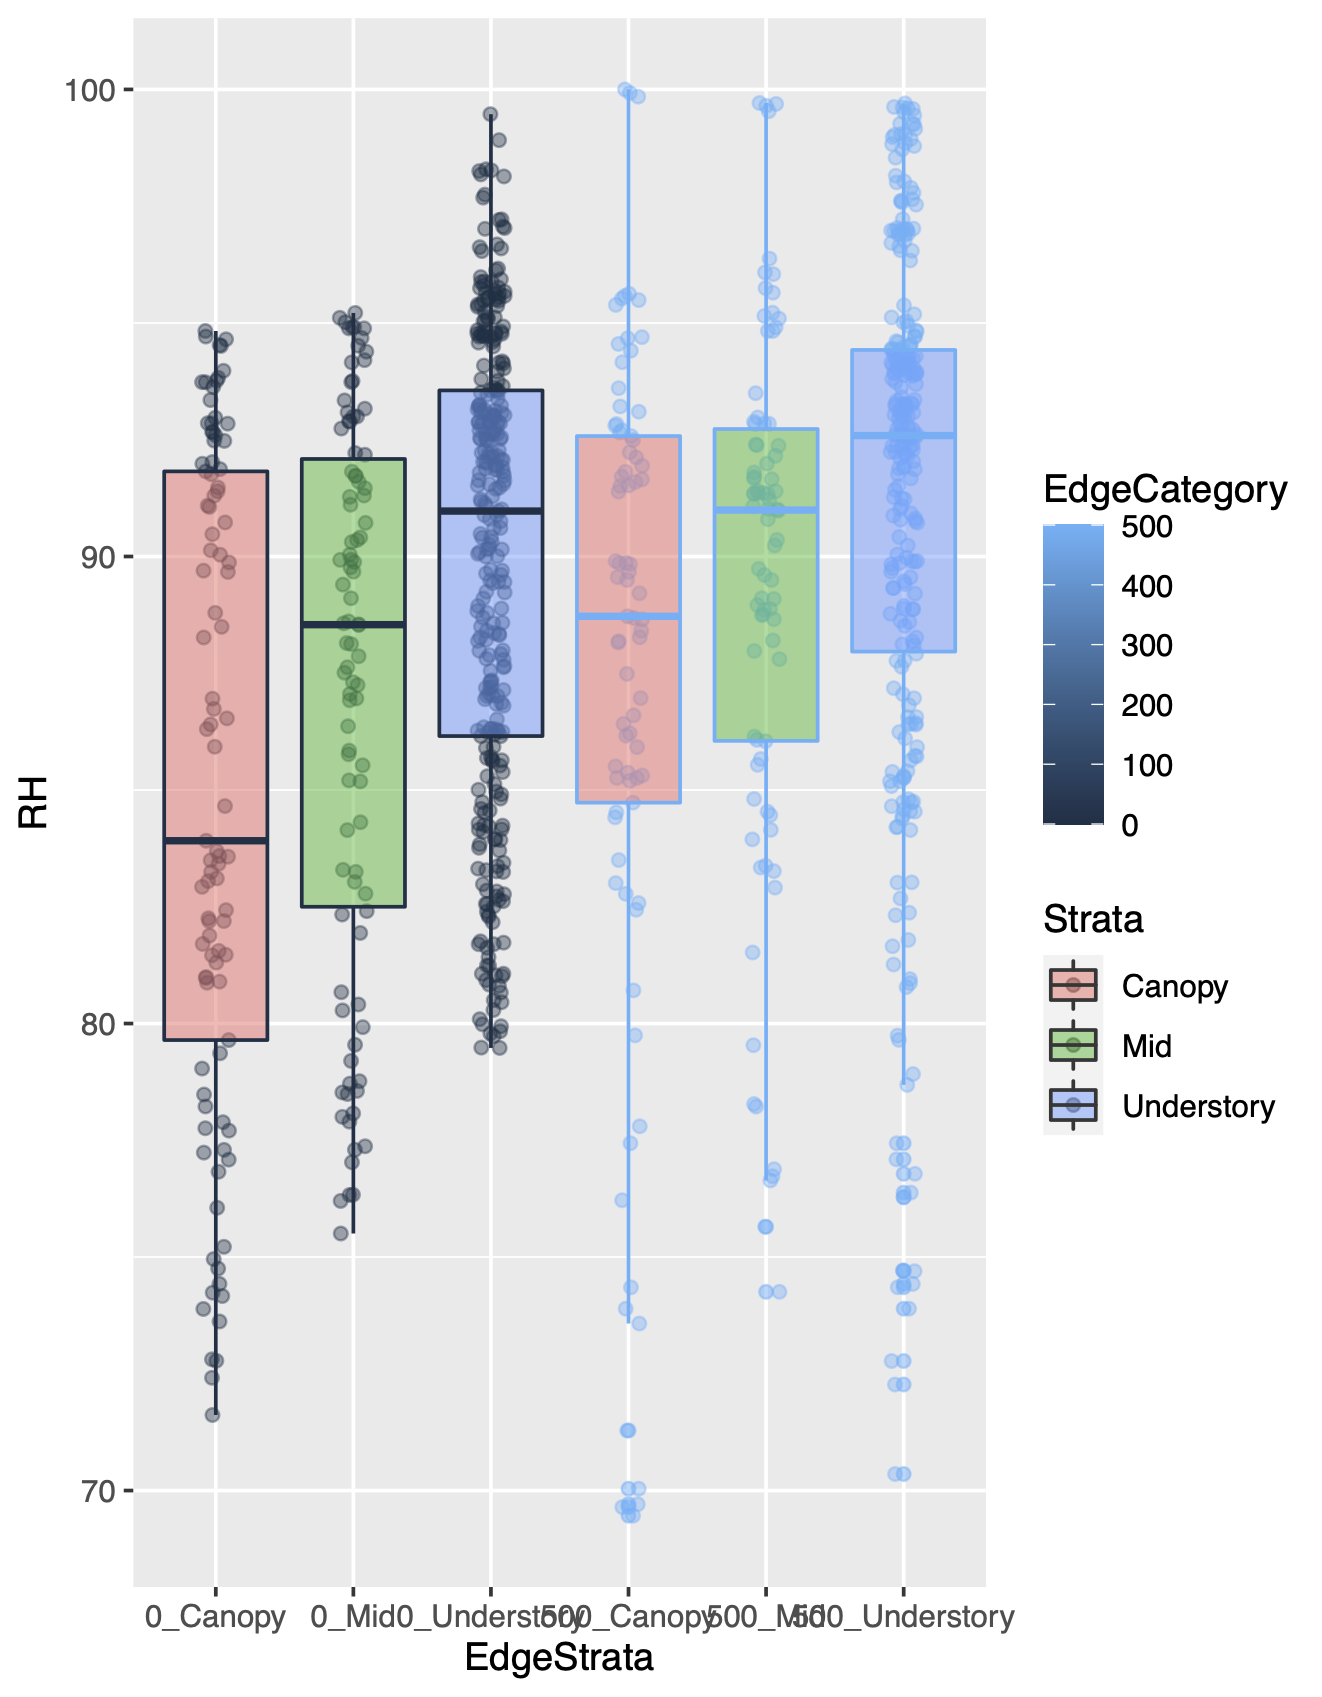 100
90
80
70
RH
0_Canopy
0_Mid
0_Understory
500_Canopy
500_Mid
500_Understory
EdgeStrata
EdgeCategory
500
400
300
200
100
0
Strata
Canopy
Mid
Understory